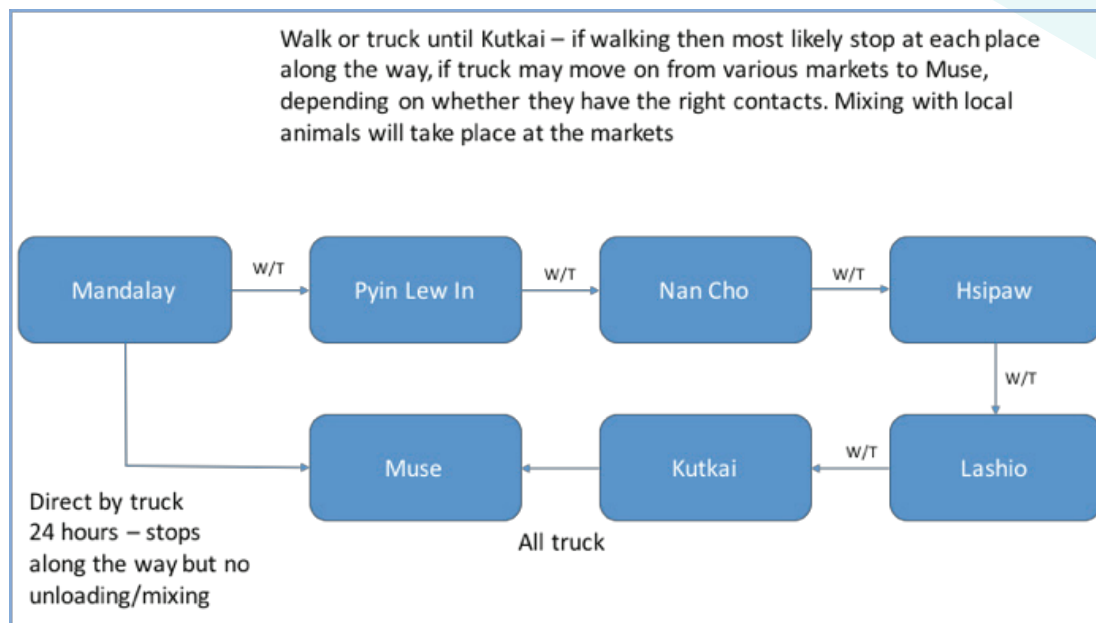 Walk or truck until Kutkai – if walking then most likely stop at each place
along the way, if truck may move on from various markets to Muse,
depending on whether they have the right contacts. Mixing with local
animals will take place at the markets
Mandalay
W/T
Pyin Lew In
W/T
Nan Cho
W/T
Hsipaw
W/T
Muse
Kutkai
W/T
Lashio
Direct by truck
24 hours – stops
along the way but no
unloading/mixing
All truck